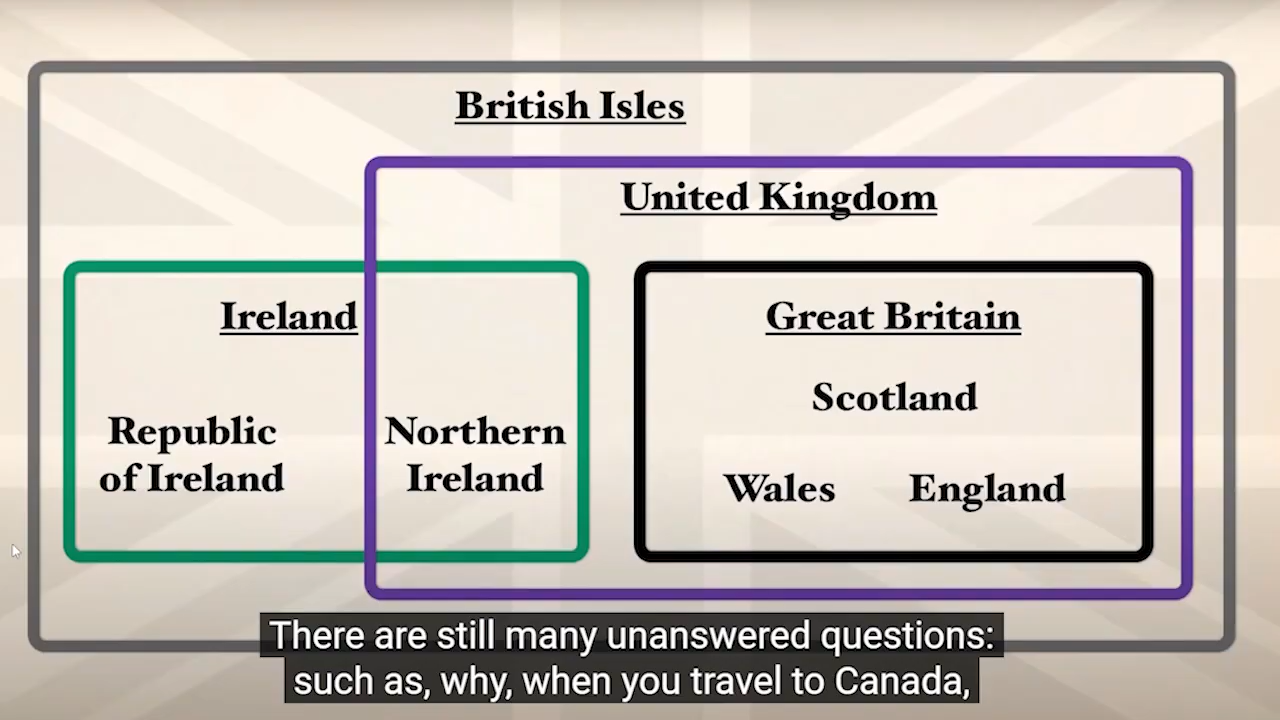 British Isles
United Kingdom
Ireland
Great Britain
Scotland
Republic
of Ireland
Northern
Ireland
Wales
England
There are still many unanswered questions:
such as, why, when you travel to Canada,